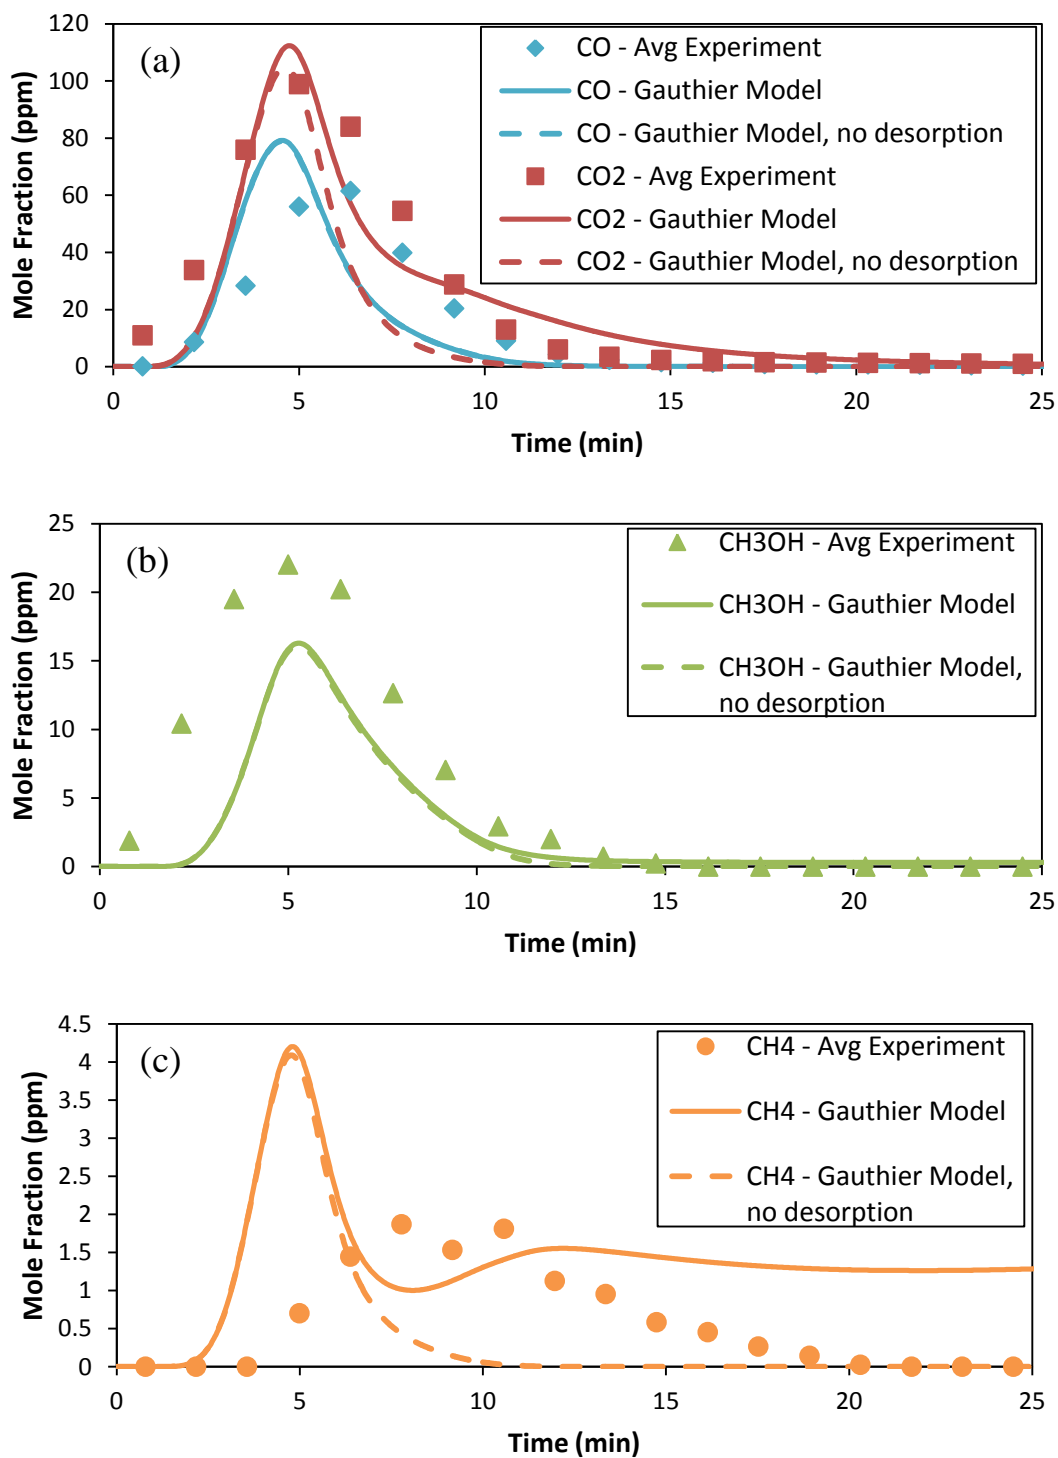 (a)
Mole Fraction (ppm)
120
100
80
60
40
20
0
CO - Avg Experiment
CO - Gauthier Model
CO - Gauthier Model, no desorption
CO2 - Avg Experiment
CO2 - Gauthier Model
CO2 - Gauthier Model, no desorption
0 5 10 15 20 25
Time (min)
(b)
Mole Fraction (ppm)
25
20
15
10
5
0
CH3OH - Avg Experiment
CH3OH - Gauthier Model
CH3OH - Gauthier Model,
no desorption
0 5 10 15 20 25
Time (min)
(c)
Mole Fraction (ppm)
4.5
4
3.5
3
2.5
2
1.5
1
0.5
0
CH4 - Avg Experiment
CH4 - Gauthier Model
CH4 - Gauthier Model,
no desorption
0 5 10 15 20 25
Time (min)